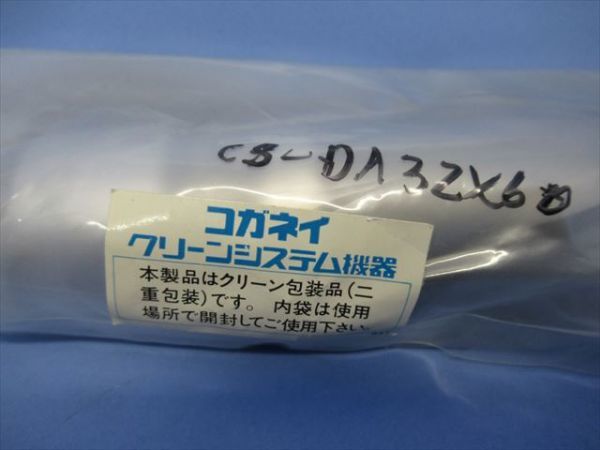 CS-DA32X60
コガネイ
クリーンシステム機器
本製品はクリーン包装品(二
重包装)です。 内袋は使用
場所で開封してご使用下さい。